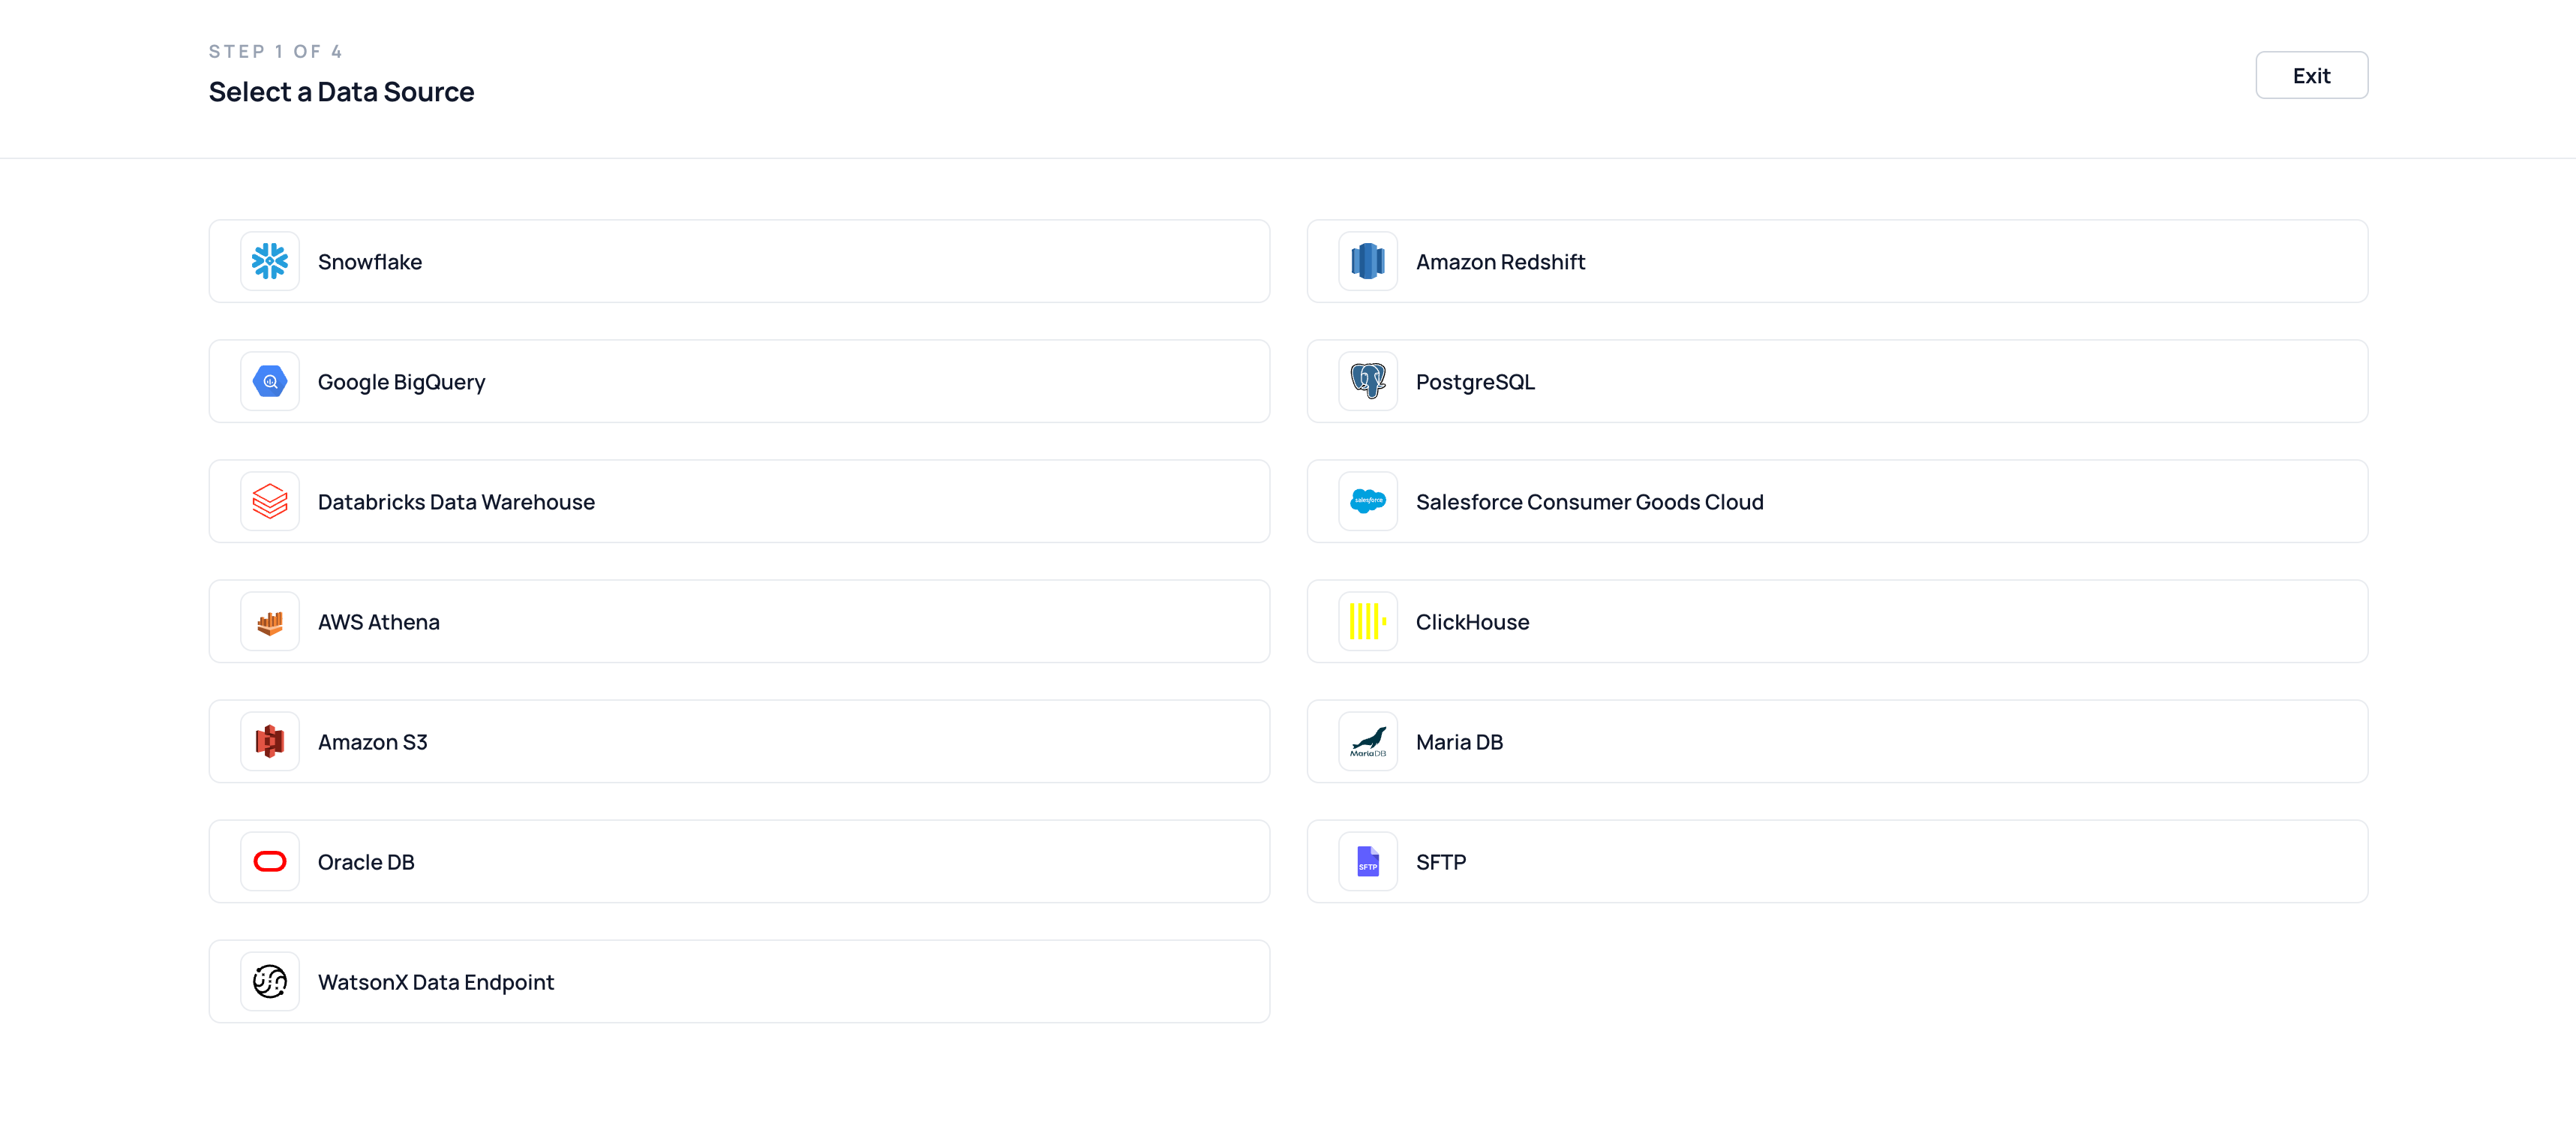 STEP 1 OF 4
Select a Data Source
Exit
Snowflake
Amazon Redshift
Google BigQuery
PostgreSQL
Databricks Data Warehouse
salesforce
Salesforce Consumer Goods Cloud
AWS Athena
ClickHouse
Amazon S3
MariaDB
Maria DB
Oracle DB
SFTP
SFTP
WatsonX Data Endpoint